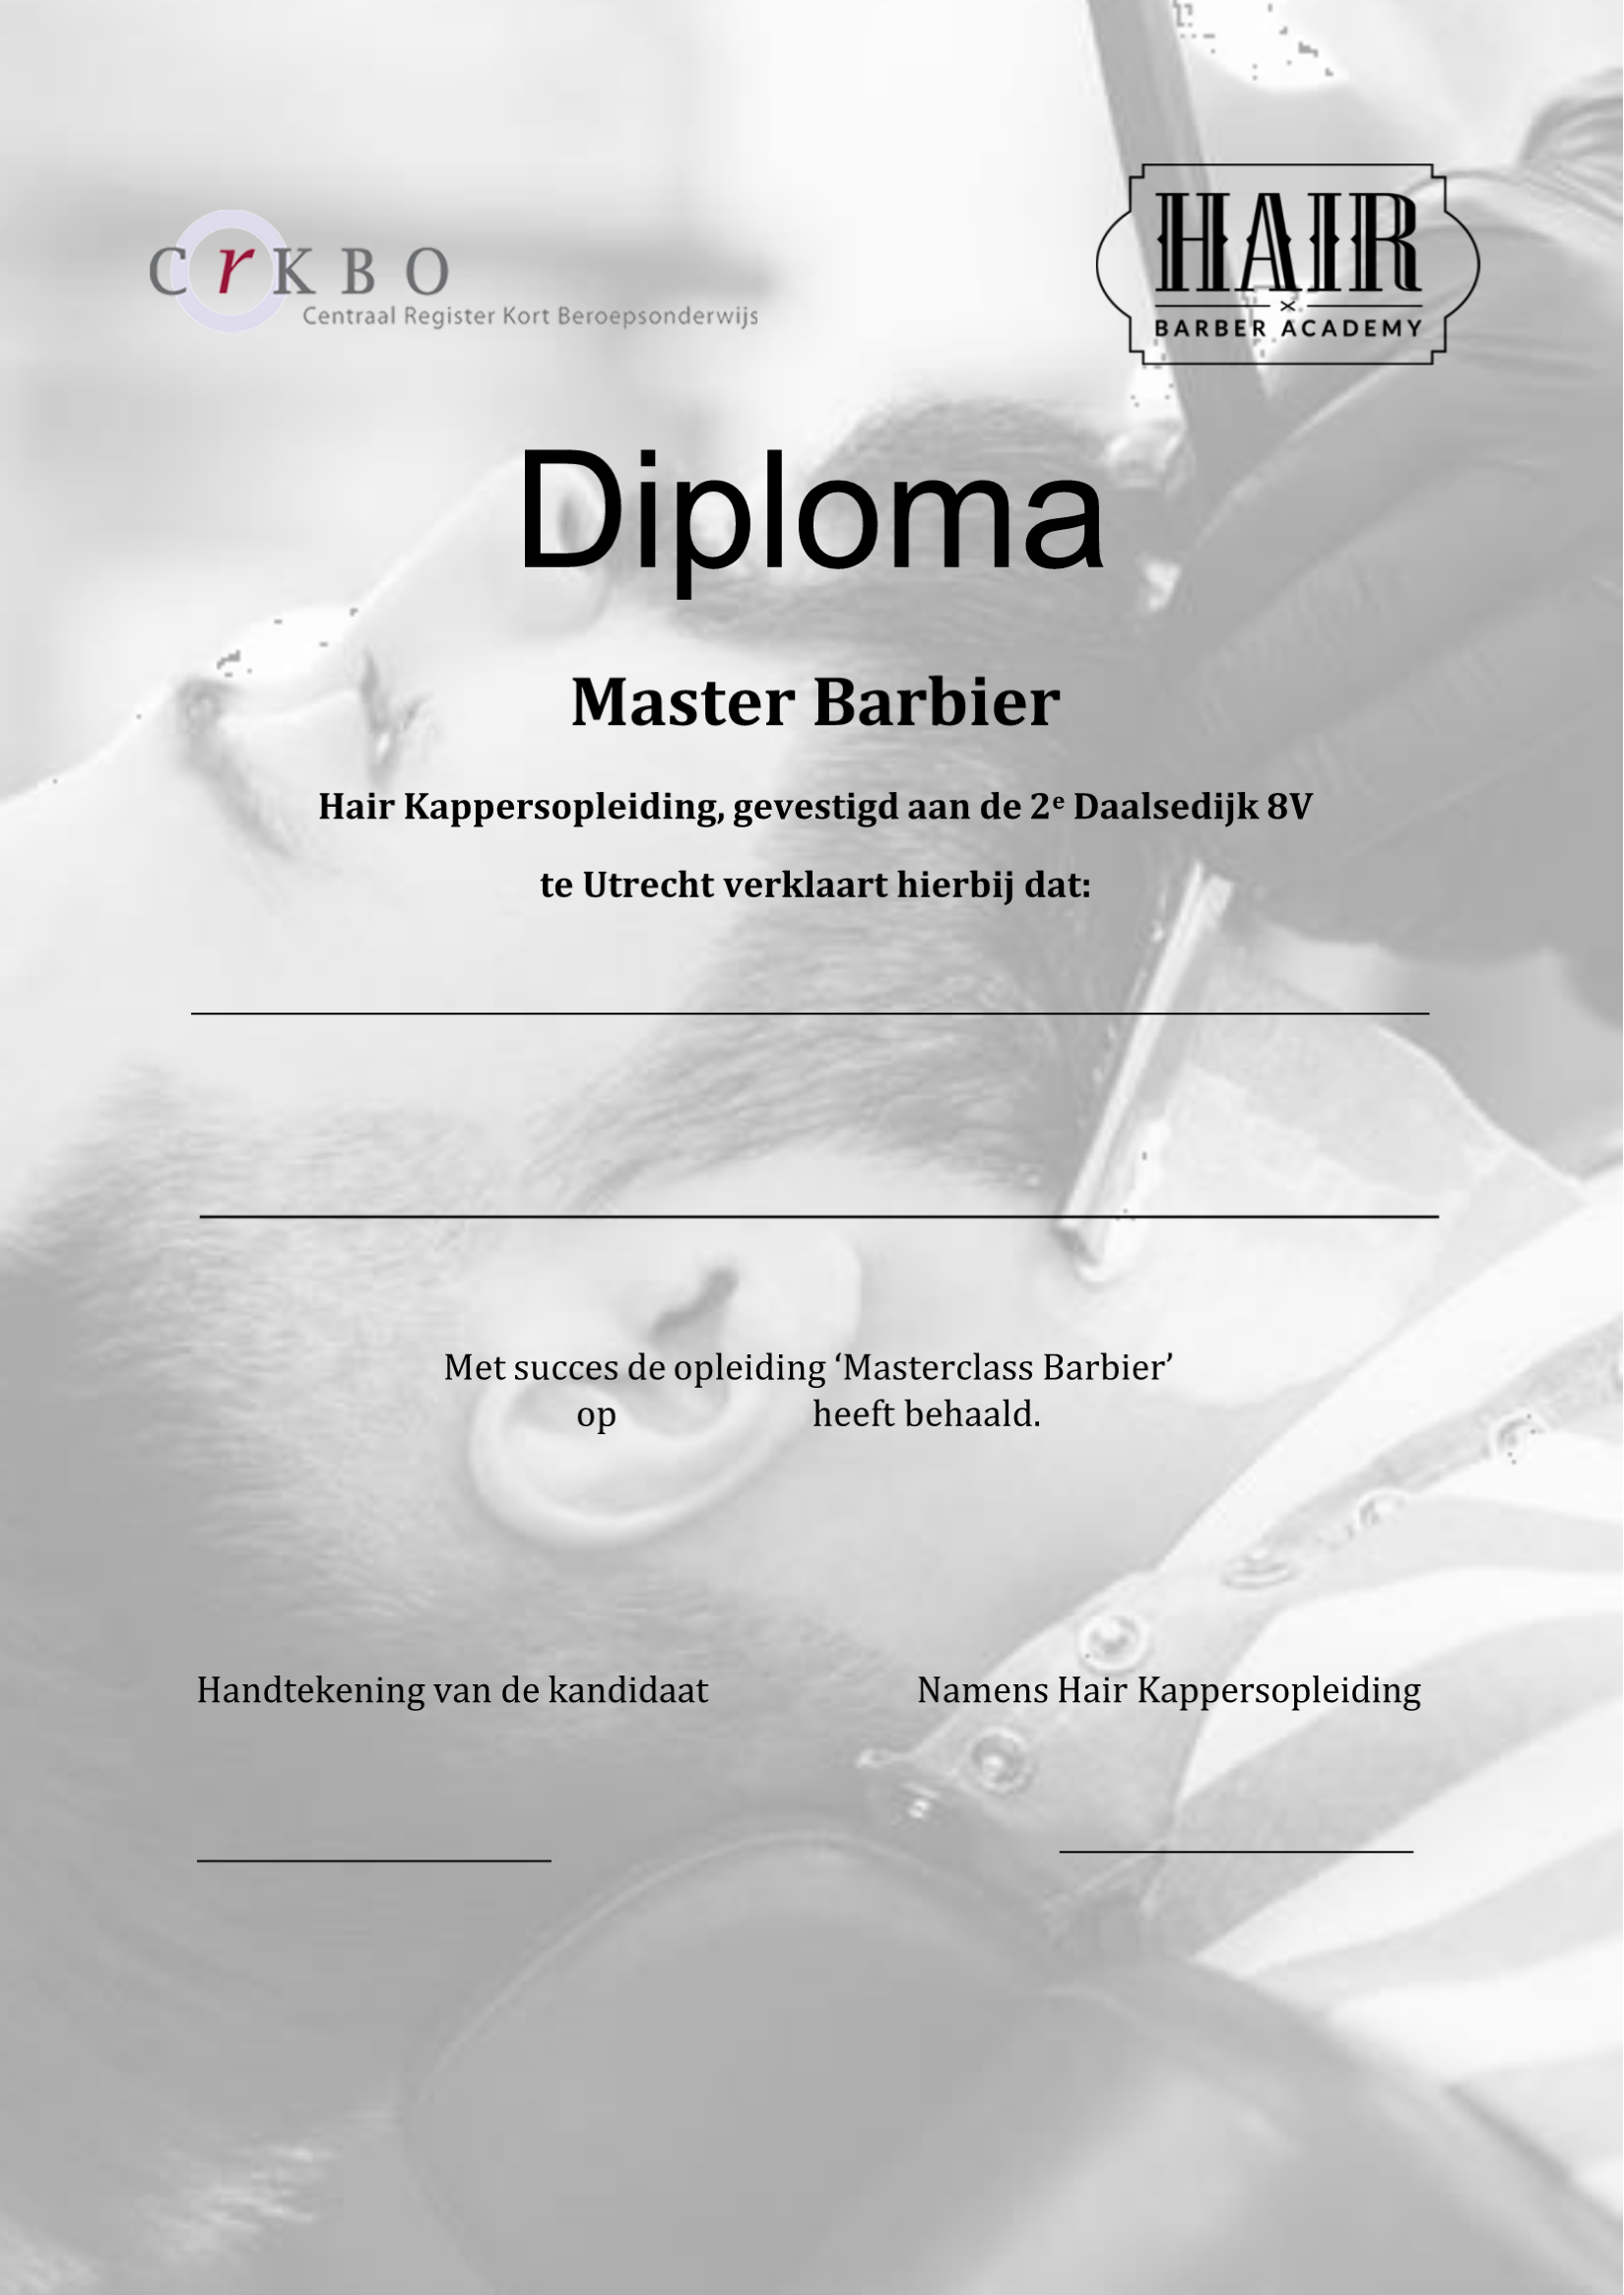 CrKBO
Centraal Register Kort Beroepsonderwijs
HAIR
BARBER ACADEMY
Diploma
Master Barbier
Hair Kappersopleiding, gevestigd aan de 2ᵉ Daalsedijk 8V
te Utrecht verklaart hierbij dat:
Met succes de opleiding ‘Masterclass Barbier’
op heeft behaald.
Handtekening van de kandidaat
Namens Hair Kappersopleiding